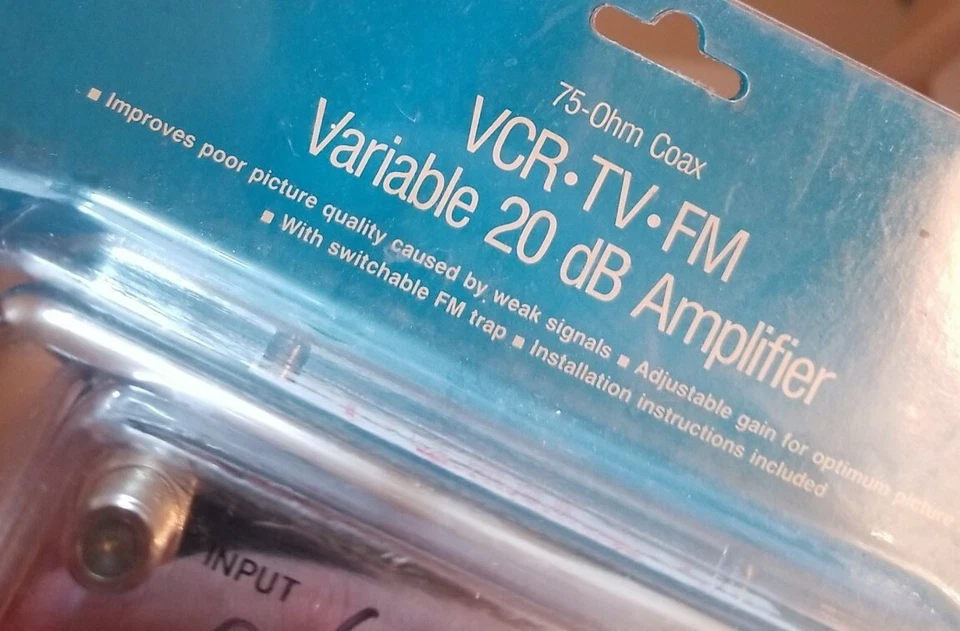 75-Ohm Coax
VCR•TV•FM
Variable 20 dB Amplifier
■ Improves poor picture quality caused by weak signals ■ Adjustable gain for optimum picture
■ With switchable FM trap ■ Installation instructions included
INPUT